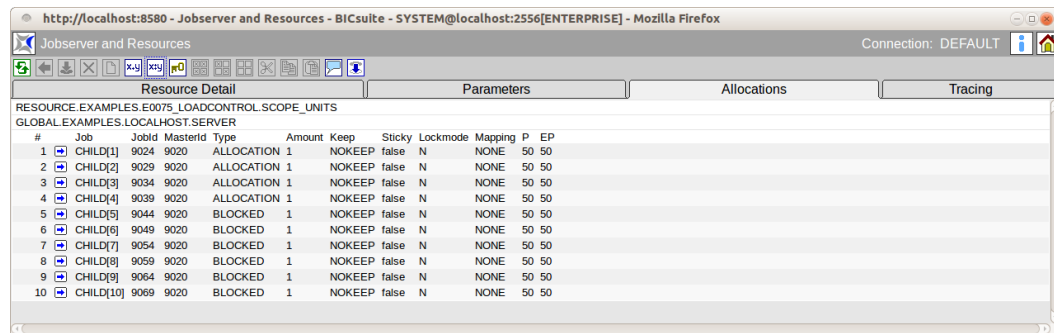 http://localhost:8580 - Jobserver and Resources - BICsuite - SYSTEM@localhost:2556[ENTERPRISE] - Mozilla Firefox
Jobserver and Resources Connection: DEFAULT
x.y x:y
Resource Detail Parameters Allocations Tracing
RESOURCE.EXAMPLES.E0075_LOADCONTROL.SCOPE_UNITS
GLOBAL.EXAMPLES.LOCALHOST.SERVER
# Job JobId MasterId Type Amount Keep Sticky Lockmode Mapping P EP
1 CHILD[1] 9024 9020 ALLOCATION 1 NOKEEP false N NONE 50 50
2 CHILD[2] 9029 9020 ALLOCATION 1 NOKEEP false N NONE 50 50
3 CHILD[3] 9034 9020 ALLOCATION 1 NOKEEP false N NONE 50 50
4 CHILD[4] 9039 9020 ALLOCATION 1 NOKEEP false N NONE 50 50
5 CHILD[5] 9044 9020 BLOCKED 1 NOKEEP false N NONE 50 50
6 CHILD[6] 9049 9020 BLOCKED 1 NOKEEP false N NONE 50 50
7 CHILD[7] 9054 9020 BLOCKED 1 NOKEEP false N NONE 50 50
8 CHILD[8] 9059 9020 BLOCKED 1 NOKEEP false N NONE 50 50
9 CHILD[9] 9064 9020 BLOCKED 1 NOKEEP false N NONE 50 50
10 CHILD[10] 9069 9020 BLOCKED 1 NOKEEP false N NONE 50 50